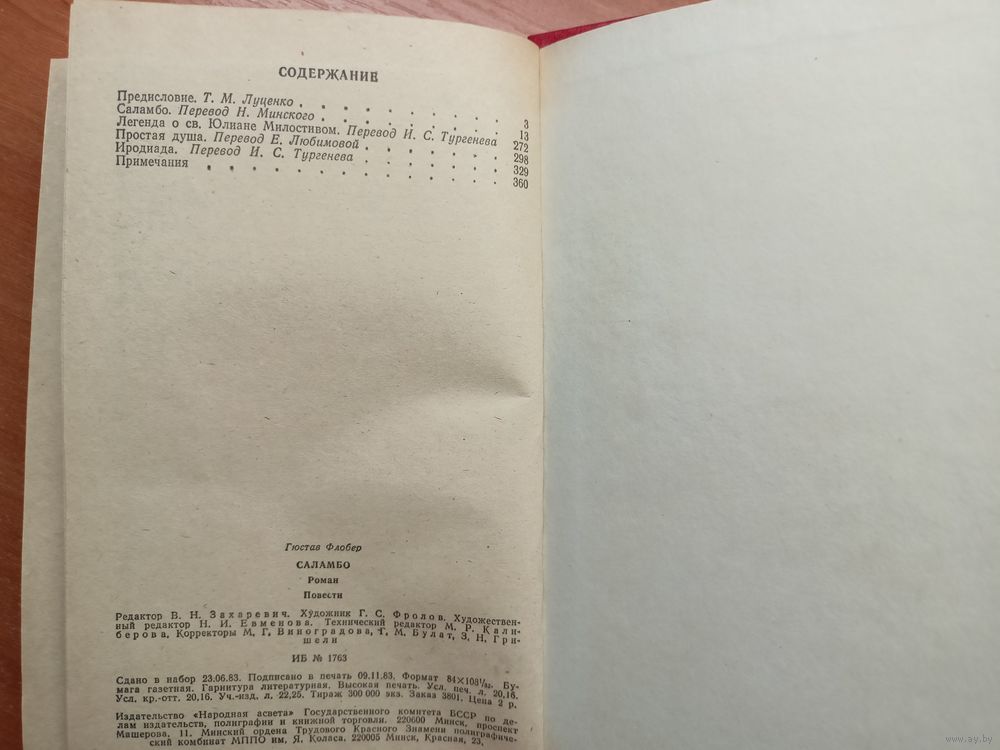 СОДЕРЖАНИЕ
Предисловие. Т. М. Луценко . . . . . . . . . . . 3
Саламбо. Перевод Н. Минского . . . . . . . . . . 13
Легенда о св. Юлиане Милостивом. Перевод И. С. Тургенева 272
Простая душа. Перевод Е. Любимовой . . . . . . . 298
Иродиада. Перевод И. С. Тургенева . . . . . . . 329
Примечания . . . . . . . . . . . . . . . 360
Гюстав Флобер
САЛАМБО
Роман
Повести
Редактор В. Н. Захаревич. Художник Г. С. Фролов. Художествен-
ный редактор Н. И. Евменова. Технический редактор М. Р. Кали-
берова. Корректоры М. Г. Виноградова, Г. М. Булат, З. Н. Гри-
шели
ИБ № 1763
Сдано в набор 23.06.83. Подписано в печать 09.11.83. Формат 84×108¹/₃₂. Бу-
мага газетная. Гарнитура литературная. Высокая печать. Усл. печ. л. 20,16.
Усл. кр.-отт. 20,16. Уч.-изд. л. 22,25. Тираж 300 000 экз. Заказ 3801. Цена 2 р.
Издательство «Народная асвета» Государственного комитета БССР по де-
лам издательств, полиграфии и книжной торговли. 220600 Минск, проспект
Машерова, 11. Минский ордена Трудового Красного Знамени полиграфиче-
ский комбинат МППО им. Я. Коласа. 220005 Минск, Красная, 23.
www.ay.by